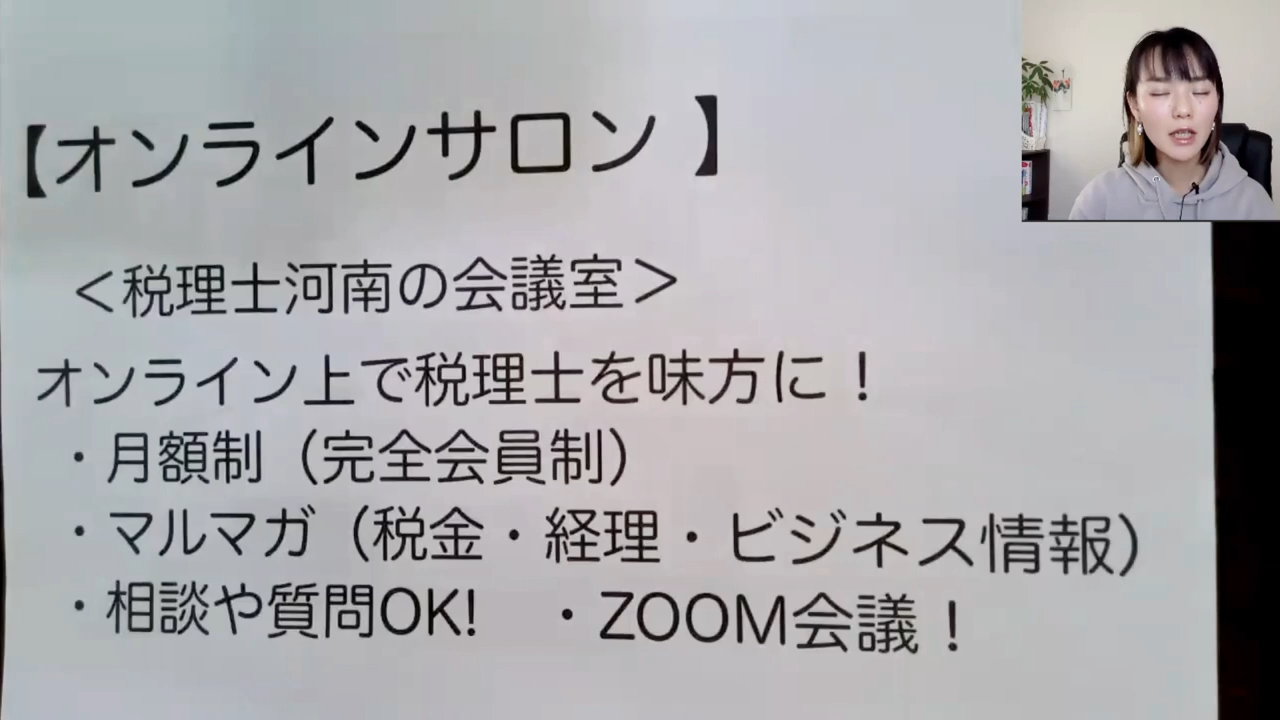 【オンラインサロン 】
＜税理士河南の会議室＞
オンライン上で税理士を味方に！
・月額制（完全会員制）
・マルマガ（税金・経理・ビジネス情報）
・相談や質問OK!　・ZOOM会議！